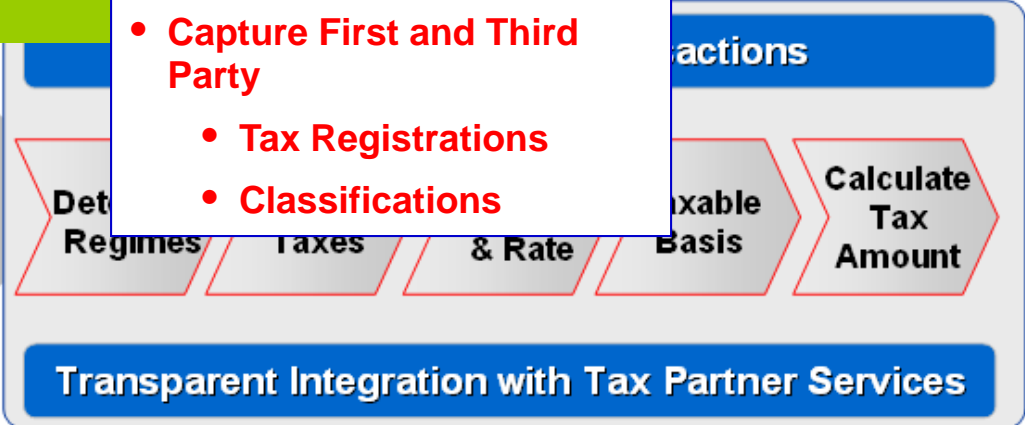 • Capture First and Third
Party
• Tax Registrations
• Classifications
actions
Regimes
Taxes
& Rate
xable
Basis
Calculate
Tax
Amount
Transparent Integration with Tax Partner Services